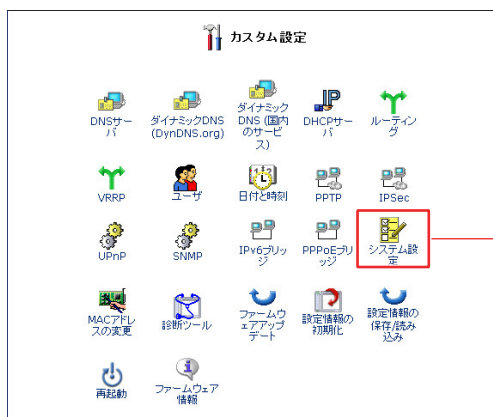 カスタム設定
DNSサー
バ
ダイナミックDNS
(DynDNS.org)
ダイナミック
DNS (国内
のサービ
ス)
DHCPサー
バ
ルーティン
グ
VRRP
ユーザ
日付と時刻
PPTP
IPSec
UPnP
SNMP
IPv6ブリッ
ジ
PPPoEブリ
ッジ
システム設
定
MACアドレ
スの変更
診断ツール
ファームウ
ェアアップ
デート
設定情報の
初期化
設定情報の
保存/読み
込み
再起動
ファームウェア
情報